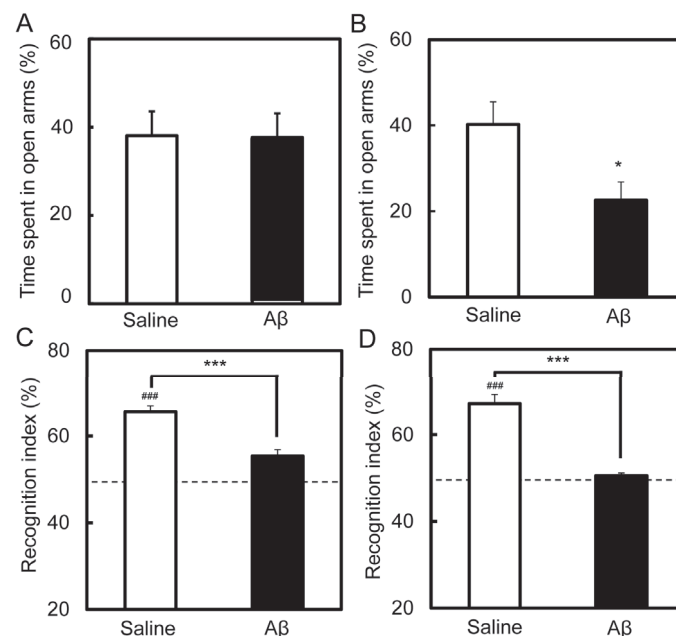 A
Time spent in open arms (%)
60
40
20
0
Saline
Aβ
B
Time spent in open arms (%)
60
40
20
0
*
Saline
Aβ
C
Recognition index (%)
80
60
40
20
***
###
Saline
Aβ
D
Recognition index (%)
80
60
40
20
***
###
Saline
Aβ